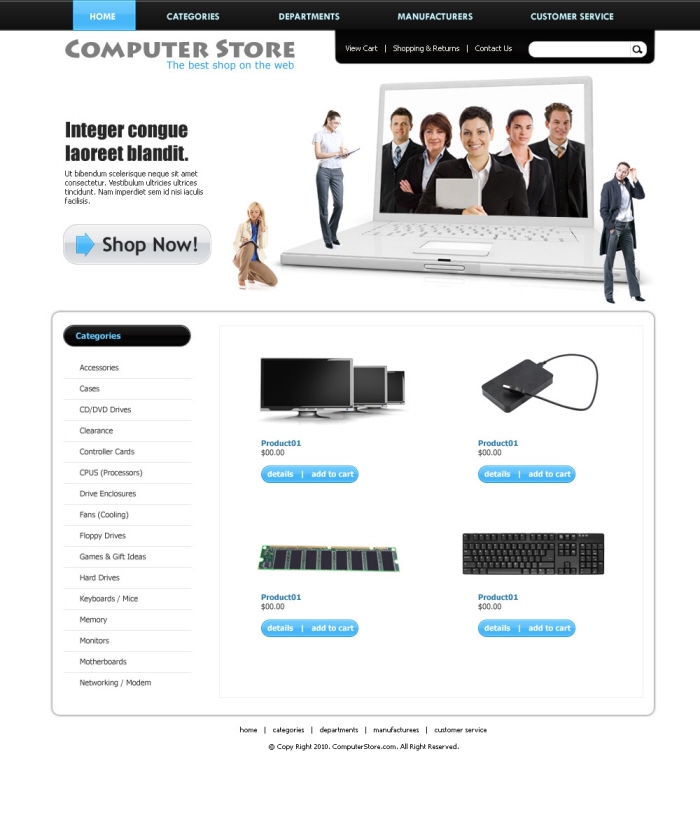 HOME CATEGORIES DEPARTMENTS MANUFACTURERS CUSTOMER SERVICE
COMPUTER STORE
The best shop on the web
View Cart | Shopping & Returns | Contact Us
Integer congue
laoreet blandit.
Ut bibendum scelerisque neque sit amet
consectetur. Vestibulum ultricies ultrices
tincidunt. Nam imperdiet sem id nisi iaculis
facilisis.
Shop Now!
Categories
Accessories
Cases
CD/DVD Drives
Clearance
Controller Cards
CPUS (Processors)
Drive Enclosures
Fans (Cooling)
Floppy Drives
Games & Gift Ideas
Hard Drives
Keyboards / Mice
Memory
Monitors
Motherboards
Networking / Modem
Product01
$00.00
details | add to cart
Product01
$00.00
details | add to cart
Product01
$00.00
details | add to cart
Product01
$00.00
details | add to cart
home | categories | departments | manufacturees | customer service
@ Copy Right 2010. ComputerStore.com. All Right Reserved.